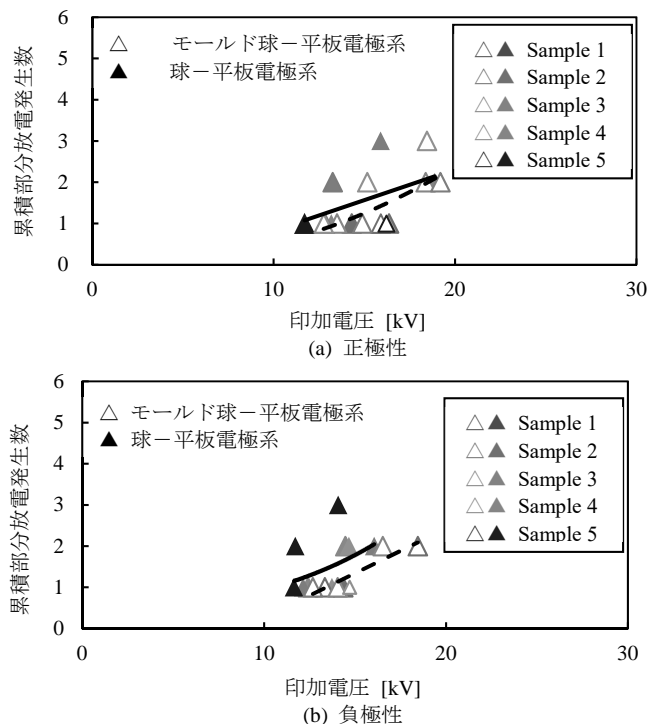 6
5
4
3
2
1
0
累積部分放電発生数
△ モールド球－平板電極系
▲ 球－平板電極系
△▲ Sample 1
△▲ Sample 2
△▲ Sample 3
△▲ Sample 4
△▲ Sample 5
0 10 20 30
印加電圧 [kV]
(a) 正極性
6
5
4
3
2
1
0
累積部分放電発生数
△ モールド球－平板電極系
▲ 球－平板電極系
△▲ Sample 1
△▲ Sample 2
△▲ Sample 3
△▲ Sample 4
△▲ Sample 5
0 10 20 30
印加電圧 [kV]
(b) 負極性